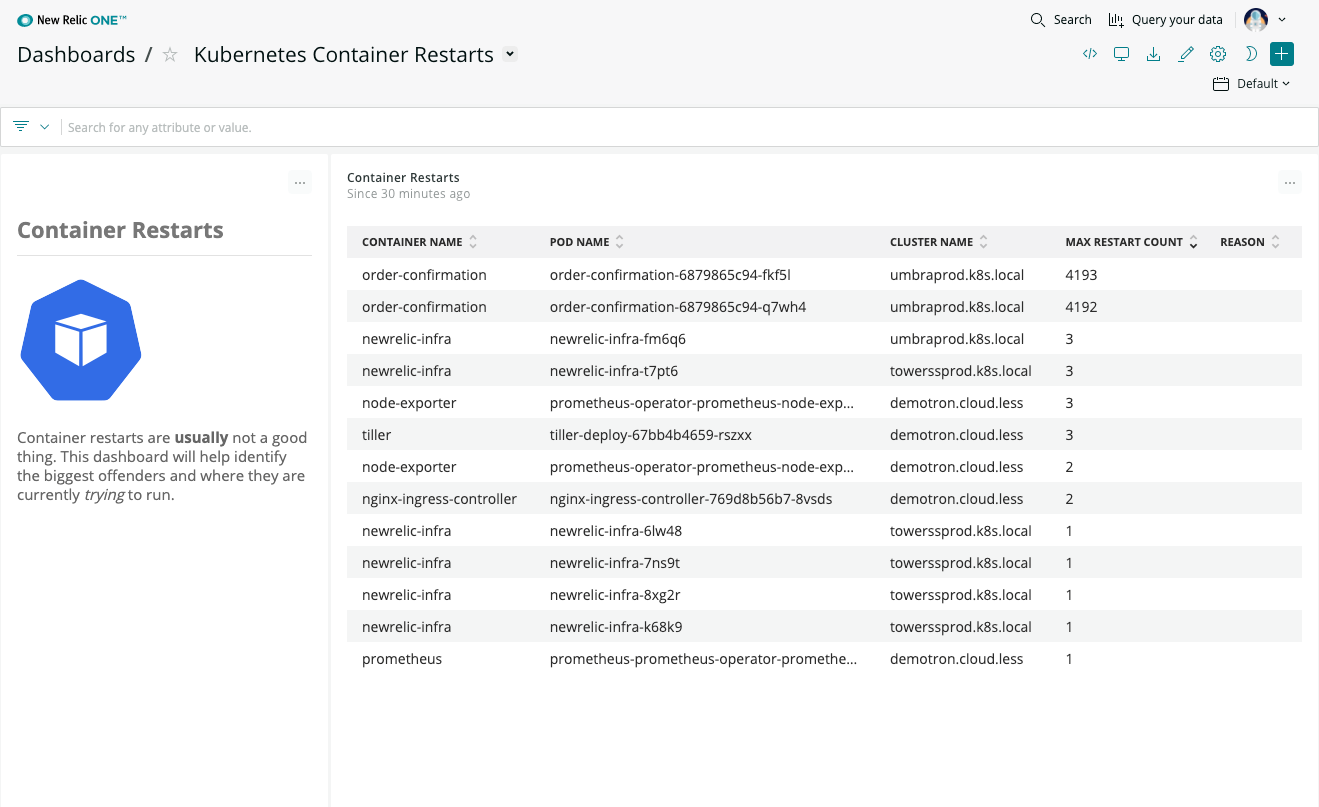 New Relic ONE™
Search
Query your data
Dashboards / ☆ Kubernetes Container Restarts
Default
Search for any attribute or value.
...
Container Restarts
Container restarts are usually not a good
thing. This dashboard will help identify
the biggest offenders and where they are
currently trying to run.
Container Restarts
Since 30 minutes ago
...
CONTAINER NAME POD NAME CLUSTER NAME MAX RESTART COUNT REASON
order-confirmation order-confirmation-6879865c94-fkf5l umbraprod.k8s.local 4193
order-confirmation order-confirmation-6879865c94-q7wh4 umbraprod.k8s.local 4192
newrelic-infra newrelic-infra-fm6q6 umbraprod.k8s.local 3
newrelic-infra newrelic-infra-t7pt6 towerssprod.k8s.local 3
node-exporter prometheus-operator-prometheus-node-exp... demotron.cloud.less 3
tiller tiller-deploy-67bb4b4659-rszxx demotron.cloud.less 3
node-exporter prometheus-operator-prometheus-node-exp... demotron.cloud.less 2
nginx-ingress-controller nginx-ingress-controller-769d8b56b7-8vsds demotron.cloud.less 2
newrelic-infra newrelic-infra-6lw48 towerssprod.k8s.local 1
newrelic-infra newrelic-infra-7ns9t towerssprod.k8s.local 1
newrelic-infra newrelic-infra-8xg2r towerssprod.k8s.local 1
newrelic-infra newrelic-infra-k68k9 towerssprod.k8s.local 1
prometheus prometheus-prometheus-operator-promethe... demotron.cloud.less 1